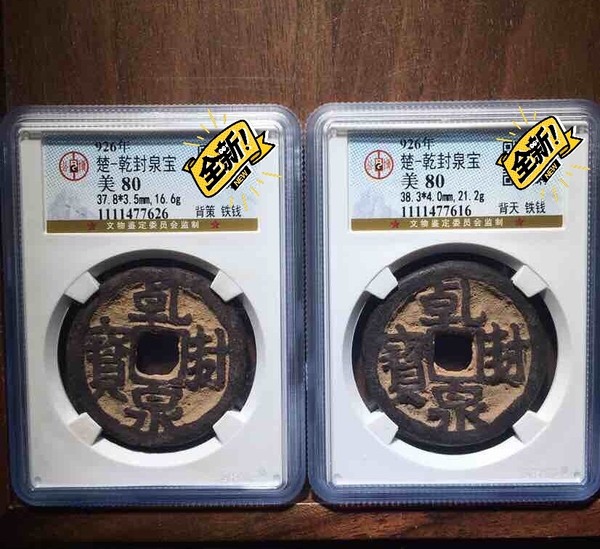 926年
楚-乾封泉宝
美 80
37.8*3.5mm,16.6g
1111477626 背策 铁钱
文物鉴定委员会监制
全新!
NEW
乾封泉寶
926年
楚-乾封泉宝
美 80
38.3*4.0mm,21.2g
1111477616 背天 铁钱
文物鉴定委员会监制
全新!
NEW
乾封泉寶